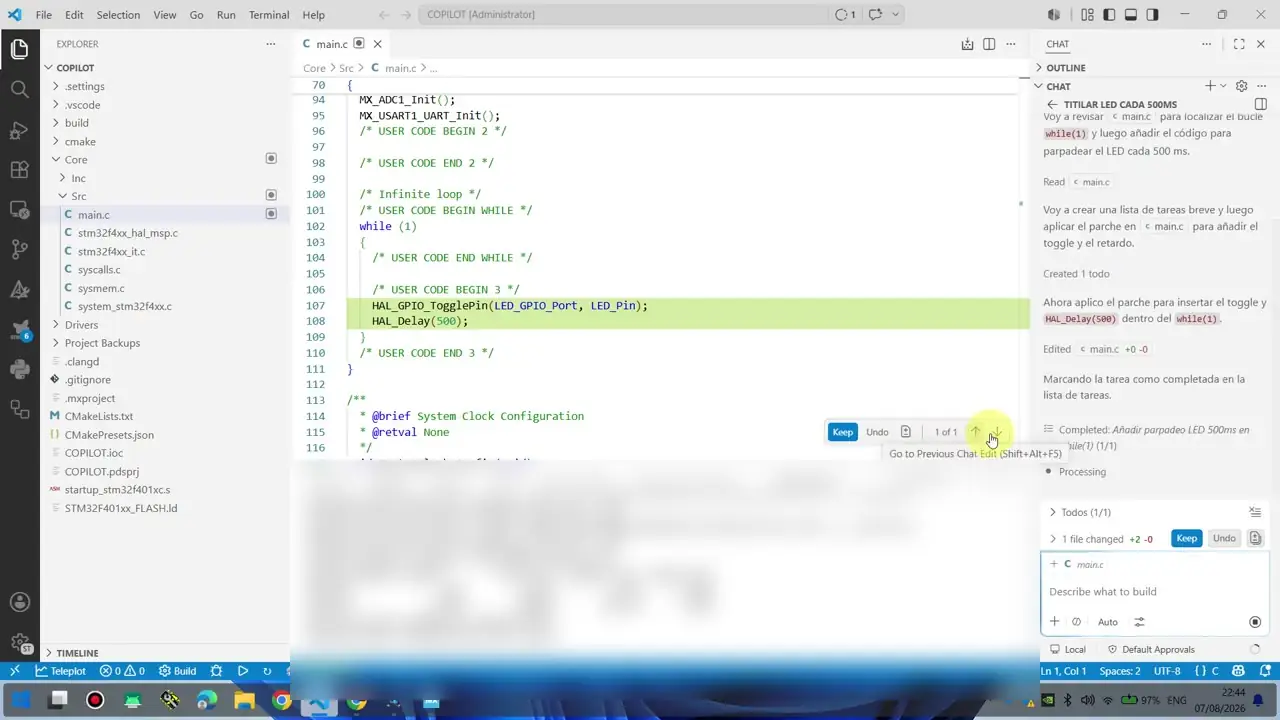 File Edit Selection View Go Run Terminal Help
COPILOT [Administrator]
1
EXPLORER
COPILOT
.settings
.vscode
build
cmake
Core
Inc
Src
main.c
stm32f4xx_hal_msp.c
stm32f4xx_it.c
syscalls.c
sysmem.c
system_stm32f4xx.c
Drivers
Project Backups
.clangd
.gitignore
.mxproject
CMakeLists.txt
CMakePresets.json
COPILOT.ioc
COPILOT.pdsprj
startup_stm32f401xc.s
STM32F401xx_FLASH.ld
TIMELINE
6
main.c
Core > Src > C main.c > ...
70 {
94 MX_ADC1_Init();
95 MX_USART1_UART_Init();
96 /* USER CODE BEGIN 2 */
97
98 /* USER CODE END 2 */
99
100 /* Infinite loop */
101 /* USER CODE BEGIN WHILE */
102 while (1)
103 {
104 /* USER CODE END WHILE */
105
106 /* USER CODE BEGIN 3 */
107 HAL_GPIO_TogglePin(LED_GPIO_Port, LED_Pin);
108 HAL_Delay(500);
109 }
110 /* USER CODE END 3 */
111 }
112
113 /**
114 * @brief System Clock Configuration
115 * @retval None
116 */
Keep Undo 1 of 1
Go to Previous Chat Edit (Shift+Alt+F5)
CHAT
OUTLINE
CHAT
TITILAR LED CADA 500MS
Voy a revisar main.c para localizar el bucle
while(1) y luego añadir el código para
parpadear el LED cada 500 ms.
Read main.c
Voy a crear una lista de tareas breve y luego
aplicar el parche en main.c para añadir el
toggle y el retardo.
Created 1 todo
Ahora aplico el parche para insertar el toggle y
HAL_Delay(500) dentro del while(1).
Edited main.c +0 -0
Marcando la tarea como completada en la
lista de tareas.
Completed: Añadir parpadeo LED 500ms en
(1) (1/1)
Processing
Todos (1/1)
1 file changed +2 -0 Keep Undo
main.c
Describe what to build
Auto
Local Default Approvals
Teleplot 0 0 Build
Ln 1, Col 1 Spaces: 2 UTF-8 {} C
97% ENG 22:44
07/08/2026